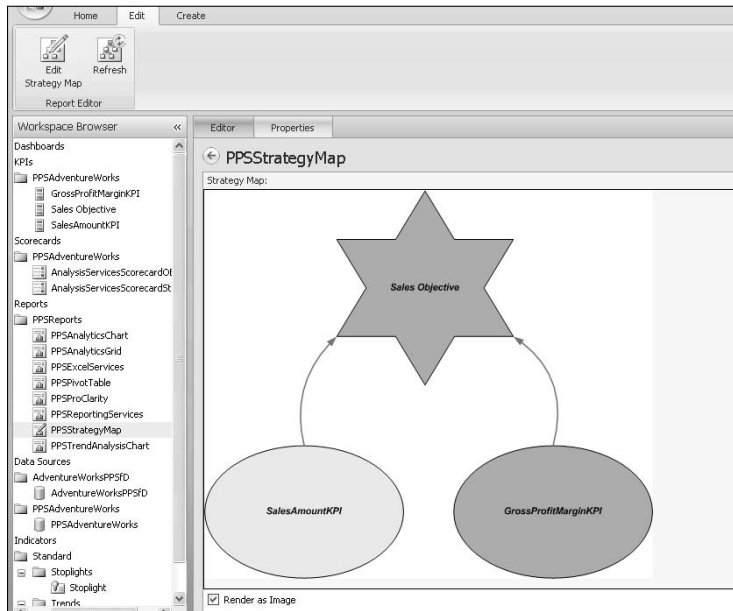 Home Edit Create
Edit Strategy Map
Refresh
Report Editor
Workspace Browser «
Dashboards
KPIs
PPSAdventureWorks
GrossProfitMarginKPI
Sales Objective
SalesAmountKPI
Scorecards
PPSAdventureWorks
AnalysisServicesScorecardOE
AnalysisServicesScorecardSt
Reports
PPSReports
PPSAnalyticsChart
PPSAnalyticsGrid
PPSExcelServices
PPSPivotTable
PPSProClarity
PPSReportingServices
PPSStrategyMap
PPSTrendAnalysisChart
Data Sources
AdventureWorksPPSfD
AdventureWorksPPSfD
PPSAdventureWorks
PPSAdventureWorks
Indicators
Standard
Stoplights
Stoplight
Trends
Editor Properties
PPSStrategyMap
Strategy Map:
Sales Objective
SalesAmountKPI GrossProfitMarginKPI
Render as Image